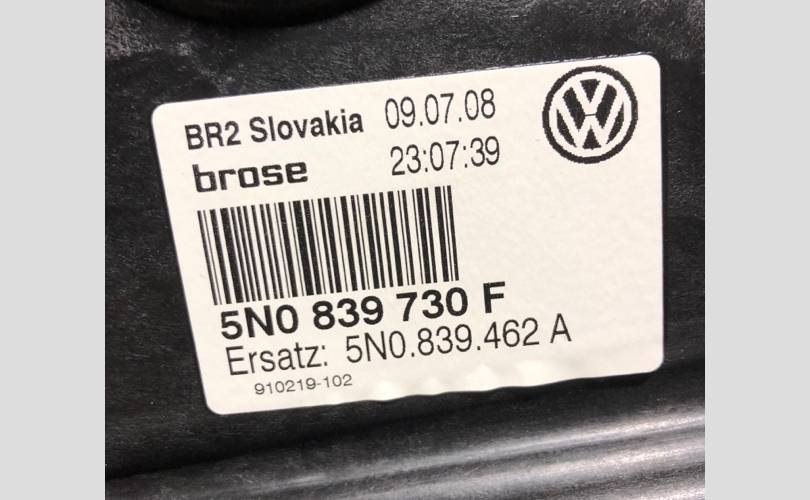 BR2 Slovakia 09.07.08
brose 23:07:39
5N0 839 730 F
Ersatz: 5N0.839.462 A
910219-102